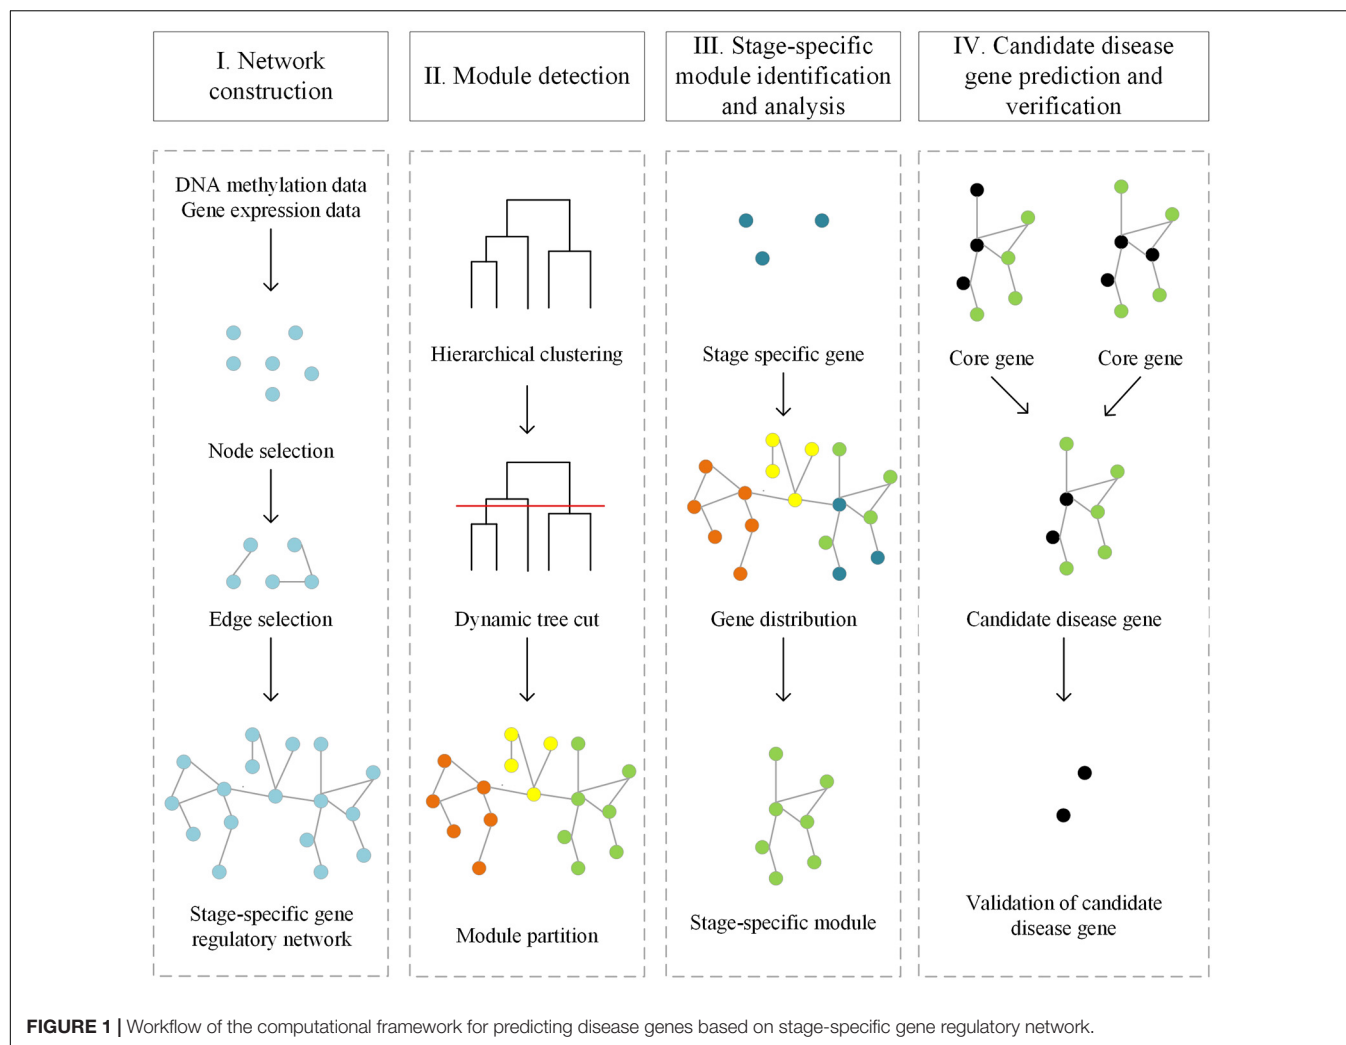 I. Network
construction
II. Module detection
III. Stage-specific
module identification
and analysis
IV. Candidate disease
gene prediction and
verification
DNA methylation data
Gene expression data
Node selection
Edge selection
Stage-specific gene
regulatory network
Hierarchical clustering
Dynamic tree cut
Module partition
Stage specific gene
Gene distribution
Stage-specific module
Core gene
Core gene
Candidate disease gene
Validation of candidate
disease gene
FIGURE 1 | Workflow of the computational framework for predicting disease genes based on stage-specific gene regulatory network.